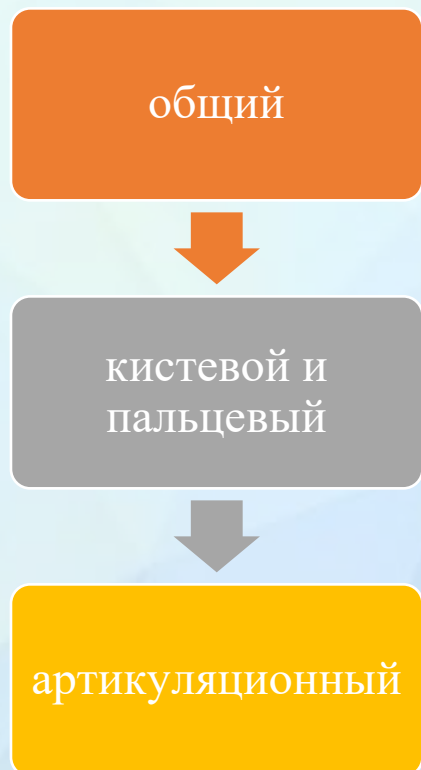 общий
кистевой и
пальцевый
артикуляционный